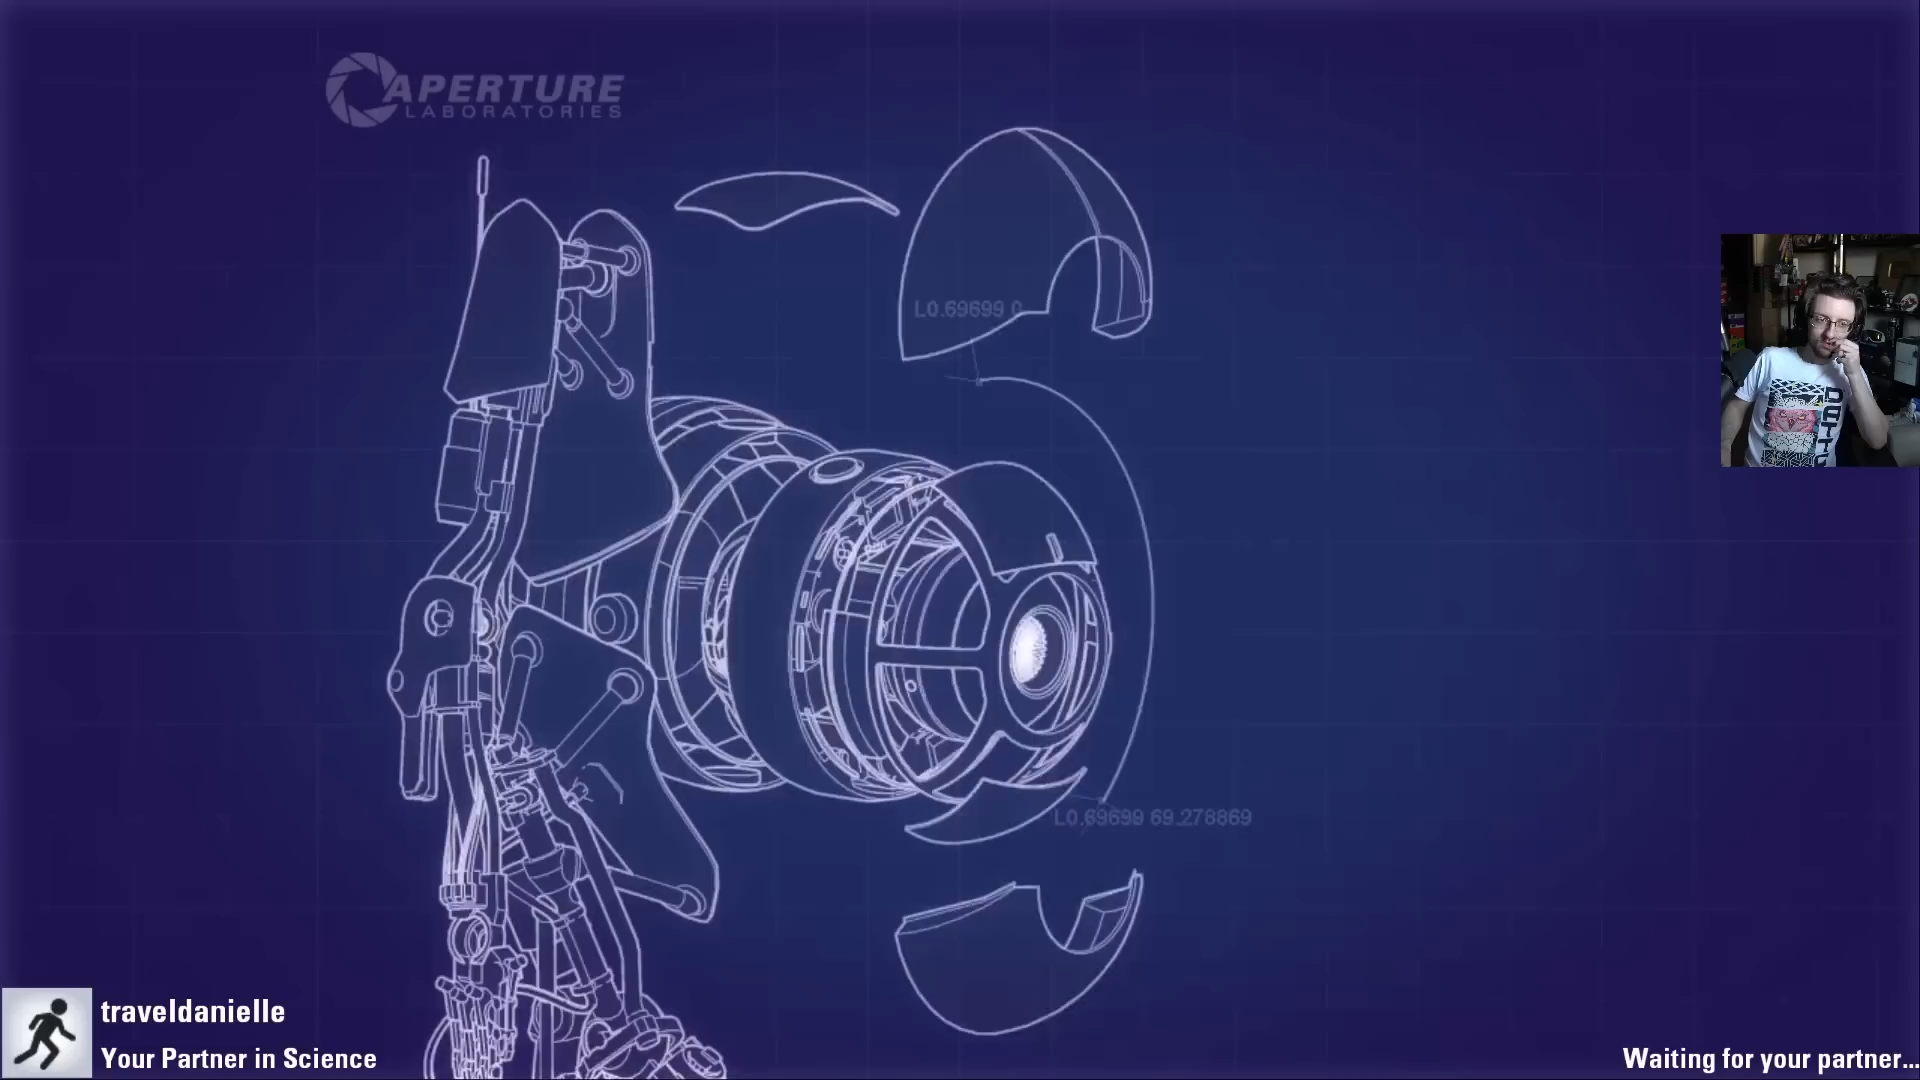 APERTURE
LABORATORIES
L0.69699 0
L0.69699 69.278869
traveldanielle
Your Partner in Science
Waiting for your partner...